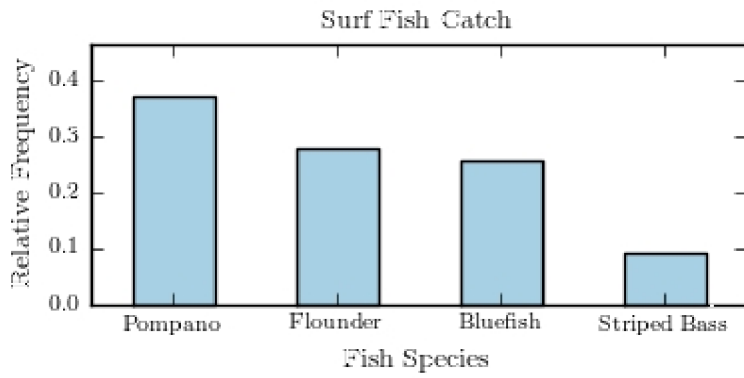 Surf Fish Catch
Relative Frequency
0.4
0.3
0.2
0.1
0.0
Pompano Flounder Bluefish Striped Bass
Fish Species